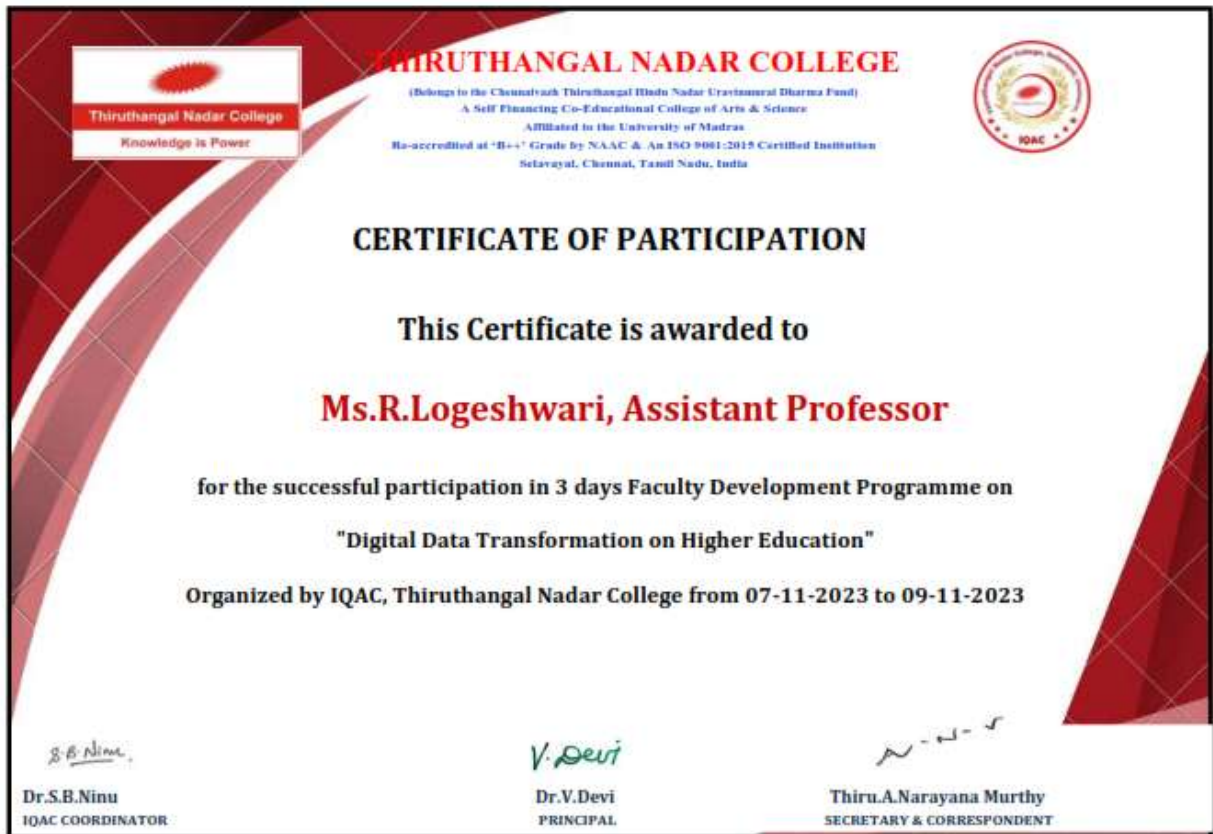 Thiruthangal Nadar College
Knowledge is Power
THIRUTHANGAL NADAR COLLEGE
(Belongs to the Chennaivazh Thiruthangal Hindu Nadar Uravinmurai Dharma Fund)
A Self Financing Co-Educational College of Arts & Science
Affiliated to the University of Madras
Re-accredited at 'B++' Grade by NAAC & An ISO 9001:2015 Certified Institution
Selavayal, Chennai, Tamil Nadu, India
IQAC
CERTIFICATE OF PARTICIPATION
This Certificate is awarded to
Ms.R.Logeshwari, Assistant Professor
for the successful participation in 3 days Faculty Development Programme on
"Digital Data Transformation on Higher Education"
Organized by IQAC, Thiruthangal Nadar College from 07-11-2023 to 09-11-2023
S.B.Ninu.
V.Devi
Dr.S.B.Ninu
IQAC COORDINATOR
Dr.V.Devi
PRINCIPAL
Thiru.A.Narayana Murthy
SECRETARY & CORRESPONDENT